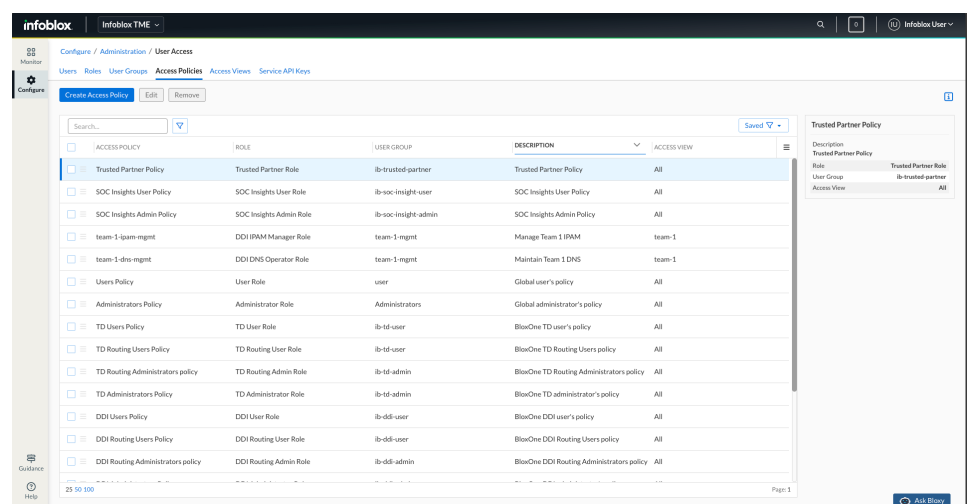 infoblox. Infoblox TME 0 IU Infoblox User
Monitor
Configure
Configure / Administration / User Access
Users Roles User Groups Access Policies Access Views Service API Keys
Create Access Policy Edit Remove
Search... Saved
ACCESS POLICY ROLE USER GROUP DESCRIPTION ACCESS VIEW
Trusted Partner Policy Trusted Partner Role ib-trusted-partner Trusted Partner Policy All
SOC Insights User Policy SOC Insights User Role ib-soc-insight-user SOC Insights User Policy All
SOC Insights Admin Policy SOC Insights Admin Role ib-soc-insight-admin SOC Insights Admin Policy All
team-1-ipam-mgmt DDI IPAM Manager Role team-1-mgmt Manage Team 1 IPAM team-1
team-1-dns-mgmt DDI DNS Operator Role team-1-mgmt Maintain Team 1 DNS team-1
Users Policy User Role user Global user's policy All
Administrators Policy Administrator Role Administrators Global administrator's policy All
TD Users Policy TD User Role ib-td-user BloxOne TD user's policy All
TD Routing Users Policy TD Routing User Role ib-td-user BloxOne TD Routing Users policy All
TD Routing Administrators policy TD Routing Admin Role ib-td-admin BloxOne TD Routing Administrators policy All
TD Administrators Policy TD Administrator Role ib-td-admin BloxOne TD administrator's policy All
DDI Users Policy DDI User Role ib-ddi-user BloxOne DDI user's policy All
DDI Routing Users Policy DDI Routing User Role ib-ddi-user BloxOne DDI Routing Users policy All
DDI Routing Administrators policy DDI Routing Admin Role ib-ddi-admin BloxOne DDI Routing Administrators policy All
25 50 100 Page: 1
Trusted Partner Policy
Description
Trusted Partner Policy
Role Trusted Partner Role
User Group ib-trusted-partner
Access View All
Guidance
Help
Ask Bloxy